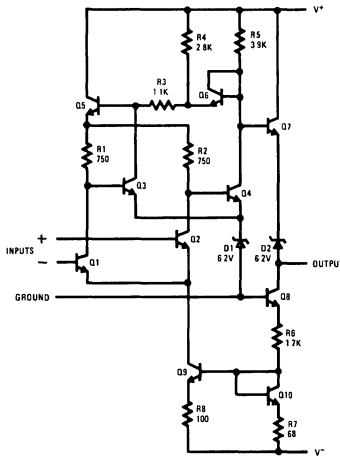 V+
R4
2.8K
R5
3.9K
R3
1.1K
Q6
Q5
Q7
R1
750
R2
750
Q3
Q4
+
INPUTS
−
Q1
Q2
D1
6.2V
D2
6.2V
OUTPUT
GROUND
Q8
R6
1.7K
Q9
Q10
R8
100
R7
68
V−